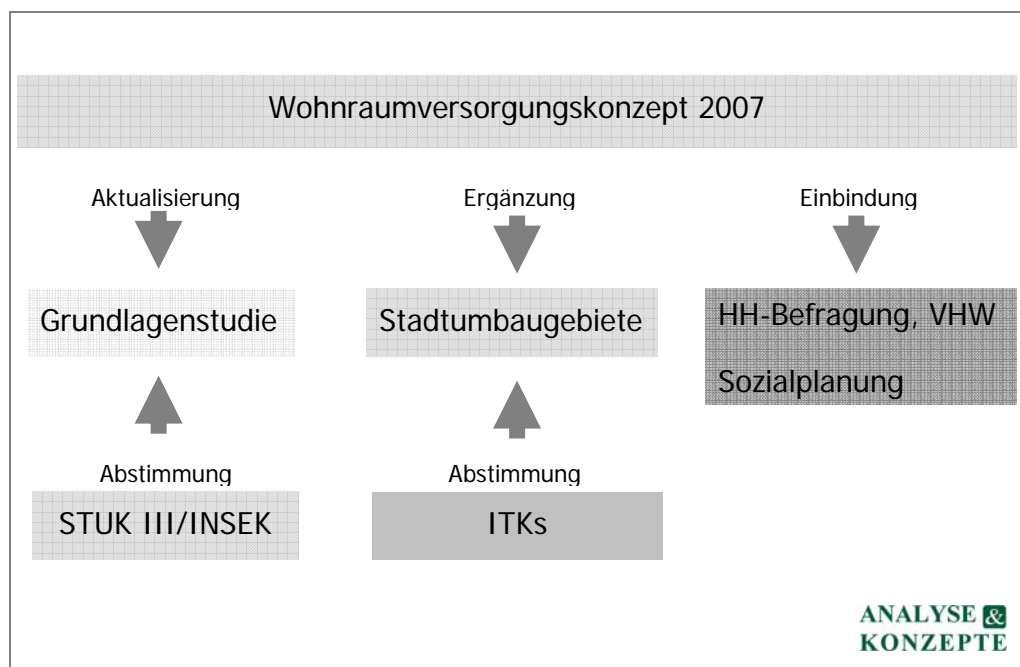 Wohnraumversorgungskonzept 2007
Aktualisierung
Ergänzung
Einbindung
Grundlagenstudie
Stadtumbaugebiete
HH-Befragung, VHW
Sozialplanung
Abstimmung
Abstimmung
STUK III/INSEK
ITKs
ANALYSE &
KONZEPTE